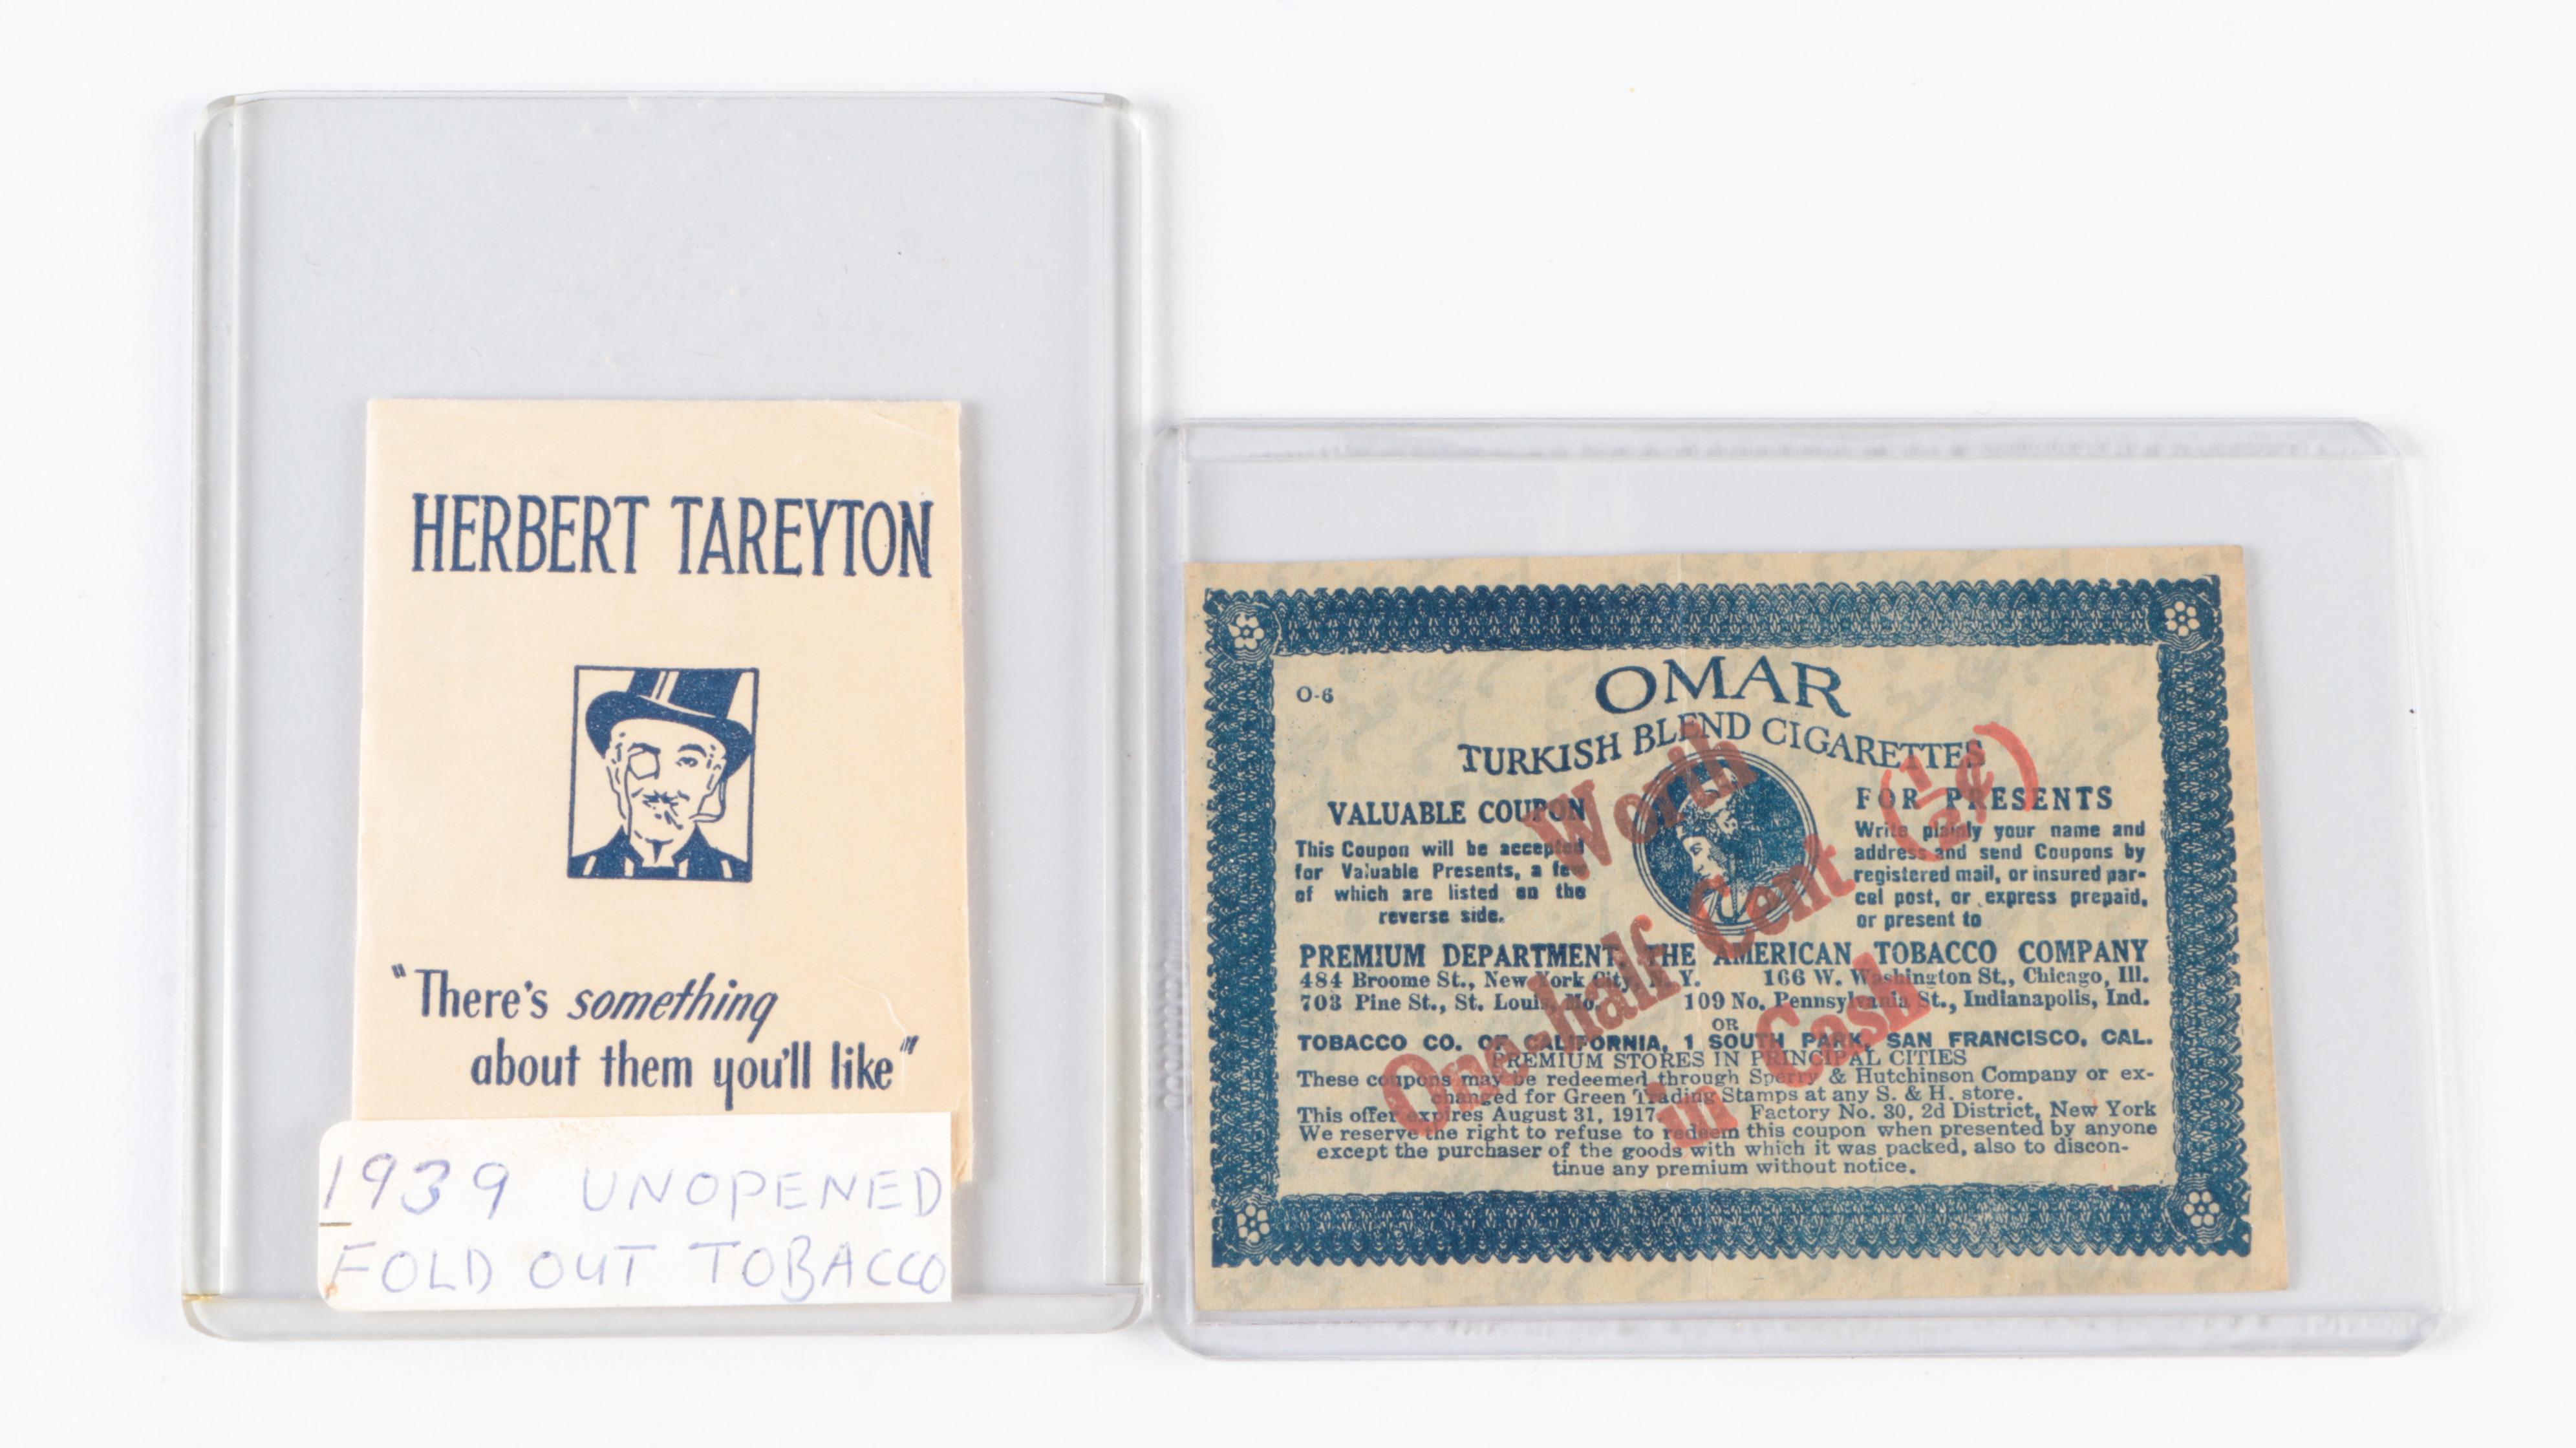 HERBERT TAREYTON
"There's something
about them you'll like"
1939 UNOPENED
FOLD OUT TOBACCO
O-6
OMAR
TURKISH BLEND CIGARETTES
VALUABLE COUPON
This Coupon will be accepted
for Valuable Presents, a few
of which are listed on the
reverse side.
FOR PRESENTS
Write plainly your name and
address and send Coupons by
registered mail, or insured par-
cel post, or express prepaid,
or present to
PREMIUM DEPARTMENT, THE AMERICAN TOBACCO COMPANY
484 Broome St., New York City, N. Y. 166 W. Washington St., Chicago, Ill.
703 Pine St., St. Louis, Mo. 109 No. Pennsylvania St., Indianapolis, Ind.
OR
TOBACCO CO. OF CALIFORNIA, 1 SOUTH PARK, SAN FRANCISCO, CAL.
PREMIUM STORES IN PRINCIPAL CITIES
These coupons may be redeemed through Sperry & Hutchinson Company or ex-
changed for Green Trading Stamps at any S. & H. store.
This offer expires August 31, 1917. Factory No. 30, 2d District, New York
We reserve the right to refuse to redeem this coupon when presented by anyone
except the purchaser of the goods with which it was packed, also to discon-
tinue any premium without notice.
Worth
One-half Cent (½¢)
in Cash